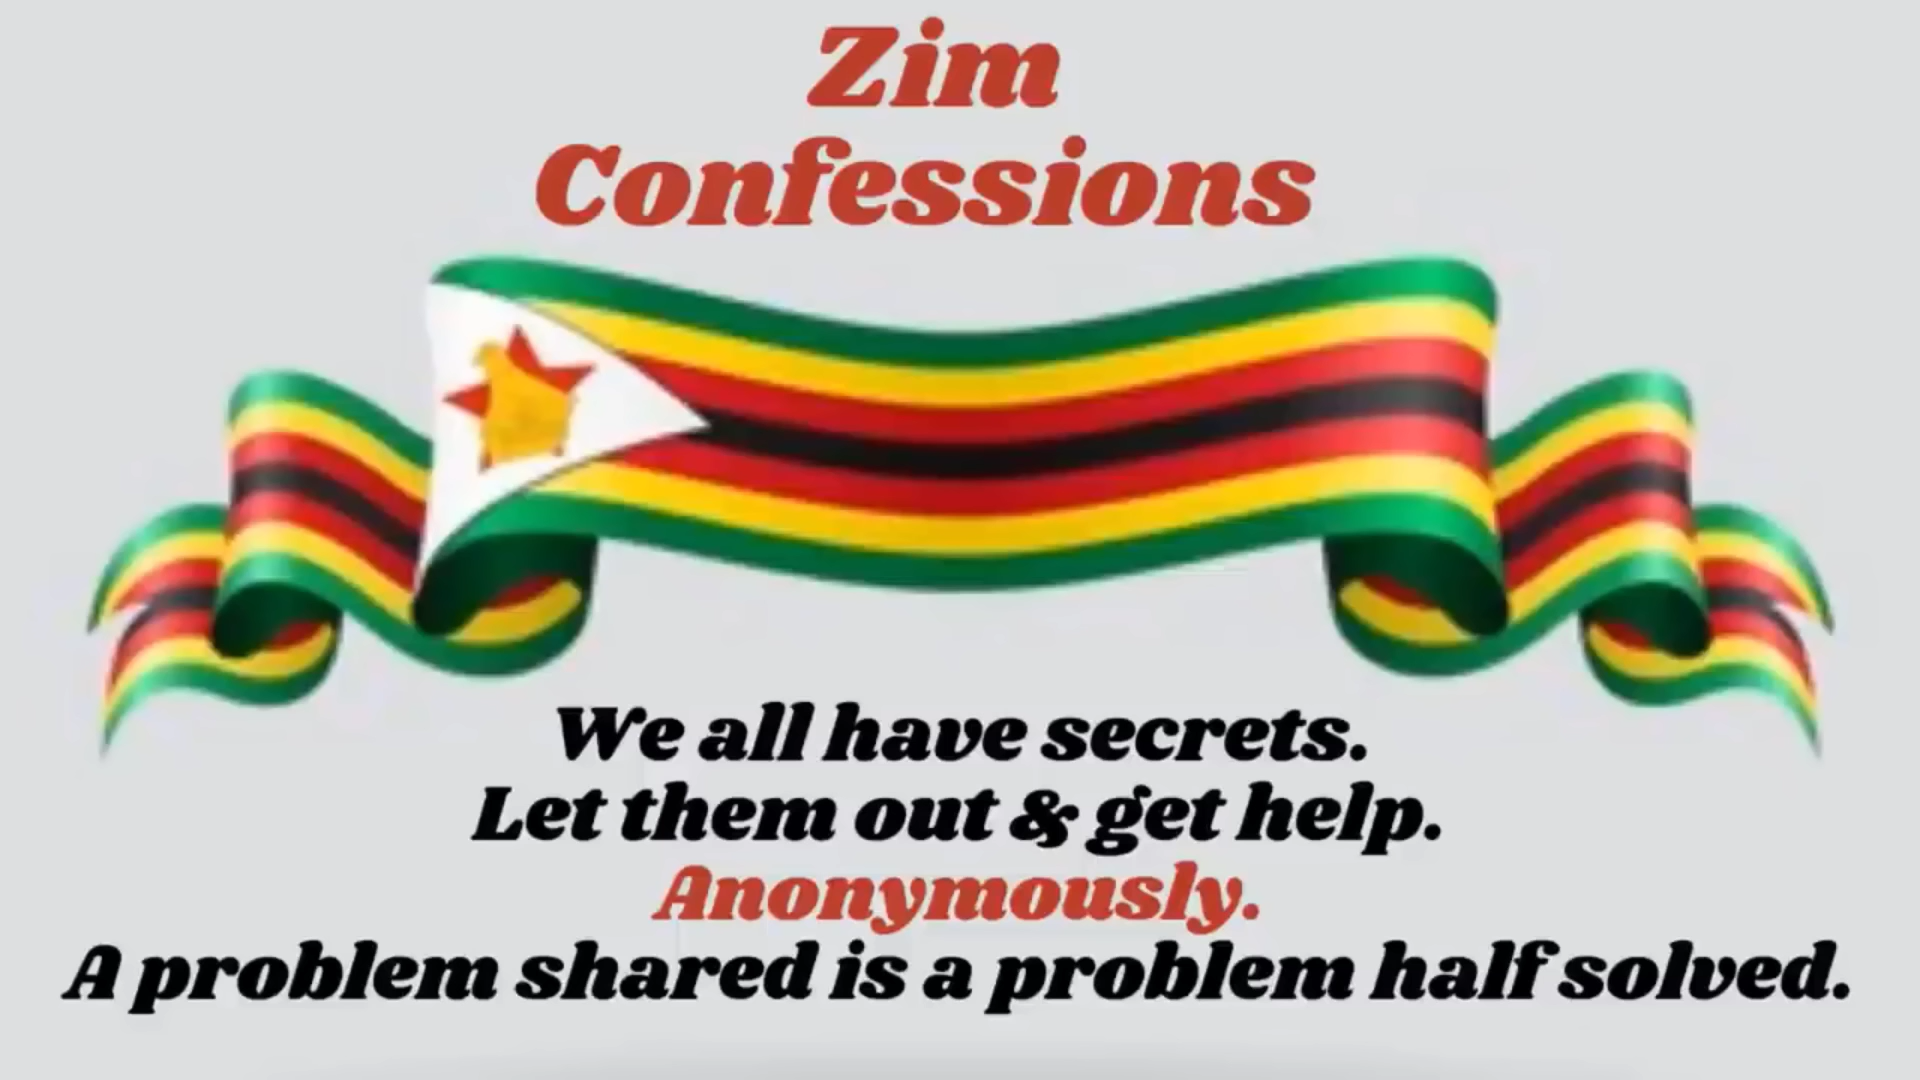 Zim
Confessions
We all have secrets.
Let them out & get help.
Anonymously.
A problem shared is a problem half solved.